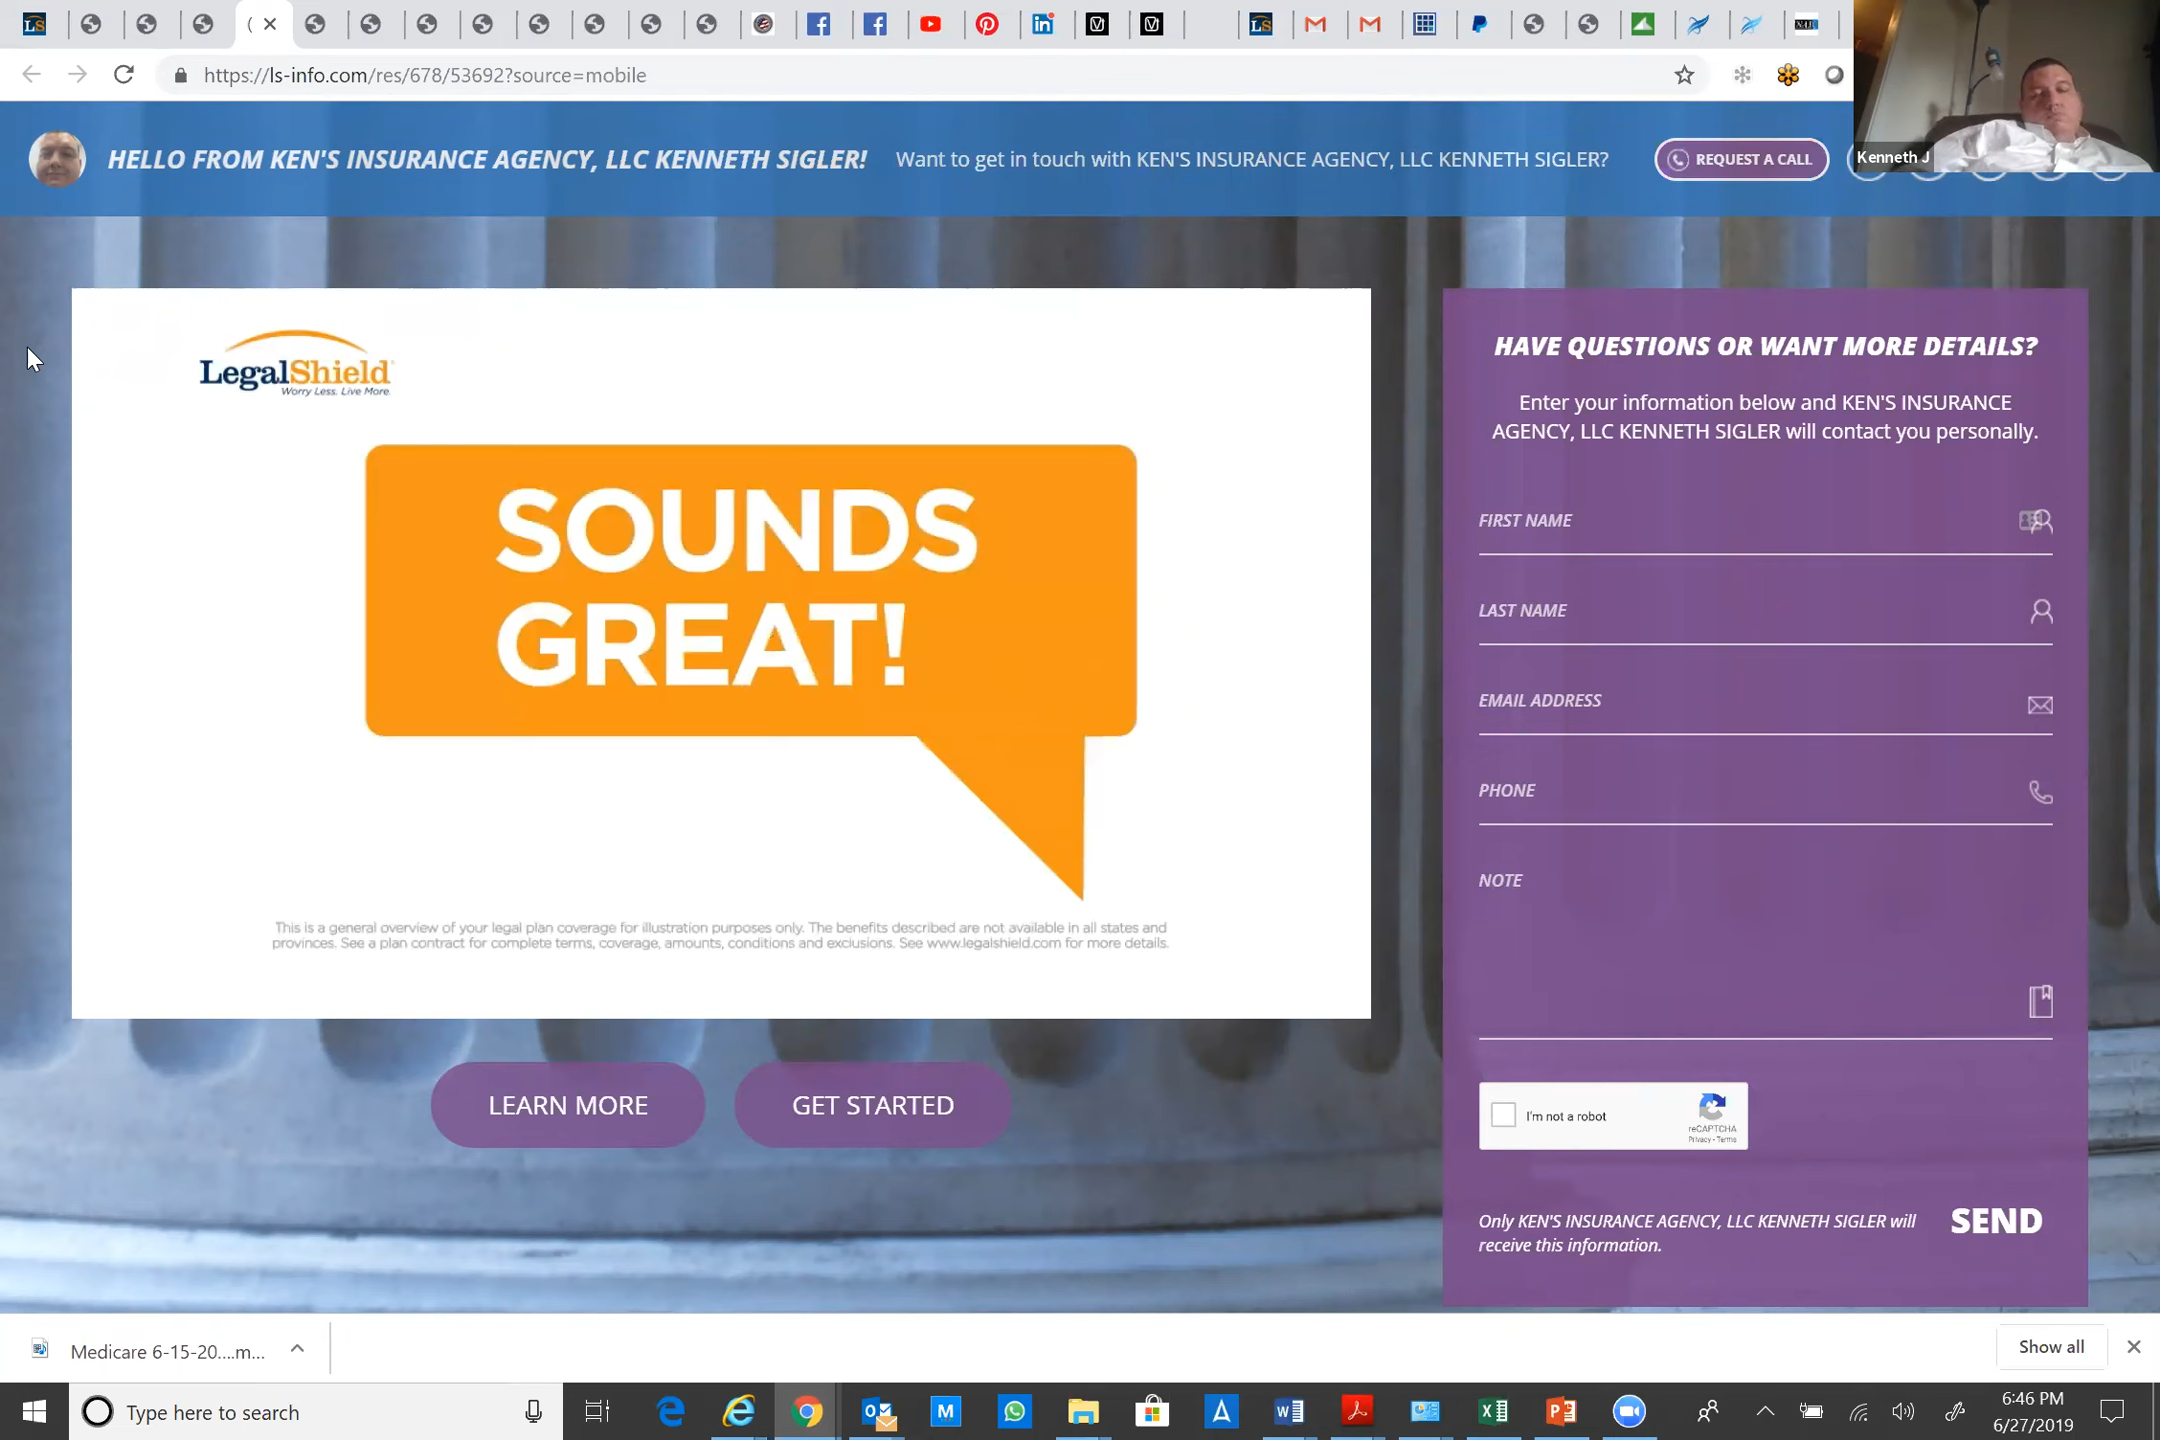 https://ls-info.com/res/678/53692?source=mobile
HELLO FROM KEN'S INSURANCE AGENCY, LLC KENNETH SIGLER!
Want to get in touch with KEN'S INSURANCE AGENCY, LLC KENNETH SIGLER?
REQUEST A CALL
Kenneth J
LegalShield
Worry Less. Live More.
SOUNDS
GREAT!
This is a general overview of your legal plan coverage for illustration purposes only. The benefits described are not available in all states and
provinces. See a plan contract for complete terms, coverage, amounts, conditions and exclusions. See www.legalshield.com for more details.
LEARN MORE
GET STARTED
HAVE QUESTIONS OR WANT MORE DETAILS?
Enter your information below and KEN'S INSURANCE
AGENCY, LLC KENNETH SIGLER will contact you personally.
FIRST NAME
LAST NAME
EMAIL ADDRESS
PHONE
NOTE
I'm not a robot
reCAPTCHA
Privacy - Terms
Only KEN'S INSURANCE AGENCY, LLC KENNETH SIGLER will
receive this information.
SEND
Medicare 6-15-20....m...
Show all
Type here to search
6:46 PM
6/27/2019